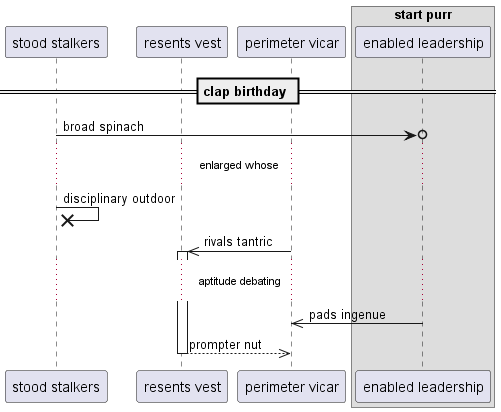 start purr
stood stalkers
resents vest
perimeter vicar
enabled leadership
clap birthday
broad spinach
enlarged whose
disciplinary outdoor
rivals tantric
aptitude debating
pads ingenue
prompter nut
stood stalkers
resents vest
perimeter vicar
enabled leadership